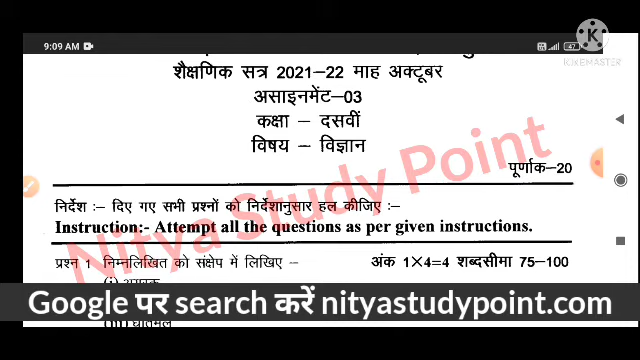 9:09 AM
47
KINEMASTER
शैक्षणिक सत्र 2021–22 माह अक्टूबर
असाइनमेंट-03
कक्षा – दसवीं
विषय – विज्ञान
पूर्णांक-20
निर्देश :- दिए गए सभी प्रश्नों को निर्देशानुसार हल कीजिए :-
Instruction:- Attempt all the questions as per given instructions.
Nitya Study Point
प्रश्न 1 निम्नलिखित को संक्षेप में लिखिए – अंक 1×4=4 शब्दसीमा 75–100
(i) अयस्क
Google पर search करें nityastudypoint.com